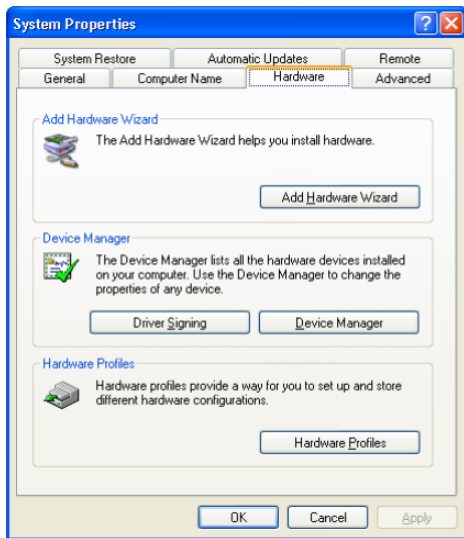 System Properties
System Restore Automatic Updates Remote
General Computer Name Hardware Advanced
Add Hardware Wizard
The Add Hardware Wizard helps you install hardware.
Add Hardware Wizard
Device Manager
The Device Manager lists all the hardware devices installed
on your computer. Use the Device Manager to change the
properties of any device.
Driver Signing Device Manager
Hardware Profiles
Hardware profiles provide a way for you to set up and store
different hardware configurations.
Hardware Profiles
OK Cancel Apply